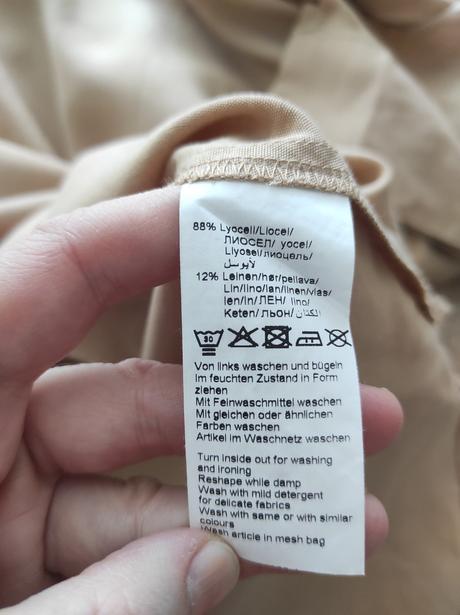 88% Lyocell/Liocel/
ЛИОСЕЛ/ yocel/
Liyosel/лиоцель/
لايوسل
12% Leinen/hør/pellava/
Lin/lino/lan/linen/vlas/
len/in/ЛЕН/ lino/
Keten/льон/الكتان/
30
Von links waschen und bügeln
Im feuchten Zustand in Form
ziehen
Mit Feinwaschmittel waschen
Mit gleichen oder ähnlichen
Farben waschen
Artikel im Waschnetz waschen
Turn inside out for washing
and ironing
Reshape while damp
Wash with mild detergent
for delicate fabrics
Wash with same or with similar
colours
Wash article in mesh bag